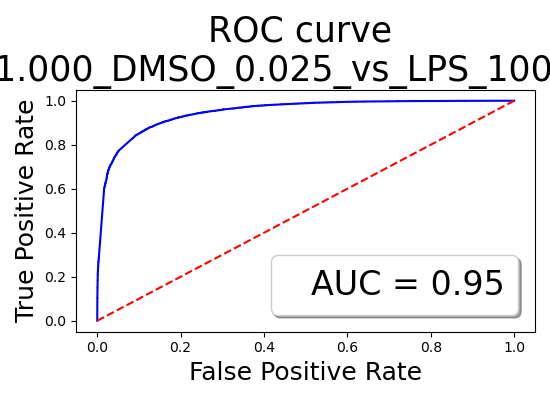 ROC curve
1.000_DMSO_0.025_vs_LPS_100
True Positive Rate
1.0
0.8
0.6
0.4
0.2
0.0
AUC = 0.95
0.0 0.2 0.4 0.6 0.8 1.0
False Positive Rate